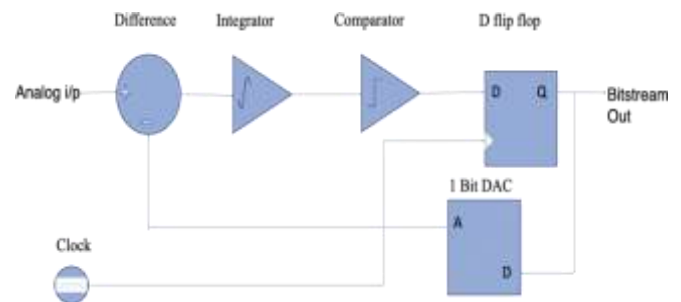 Difference Integrator Comparator D flip flop
Analog i/p
+
-
D Q
Bitstream
Out
1 Bit DAC
A
D
Clock